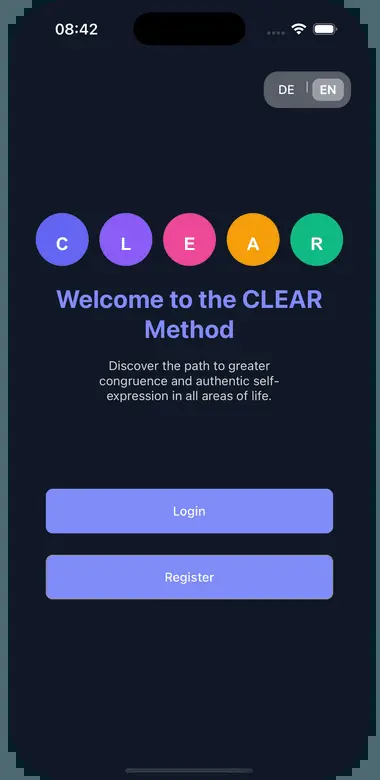 08:42
DE | EN
C L E A R
Welcome to the CLEAR
Method
Discover the path to greater
congruence and authentic self-
expression in all areas of life.
Login
Register